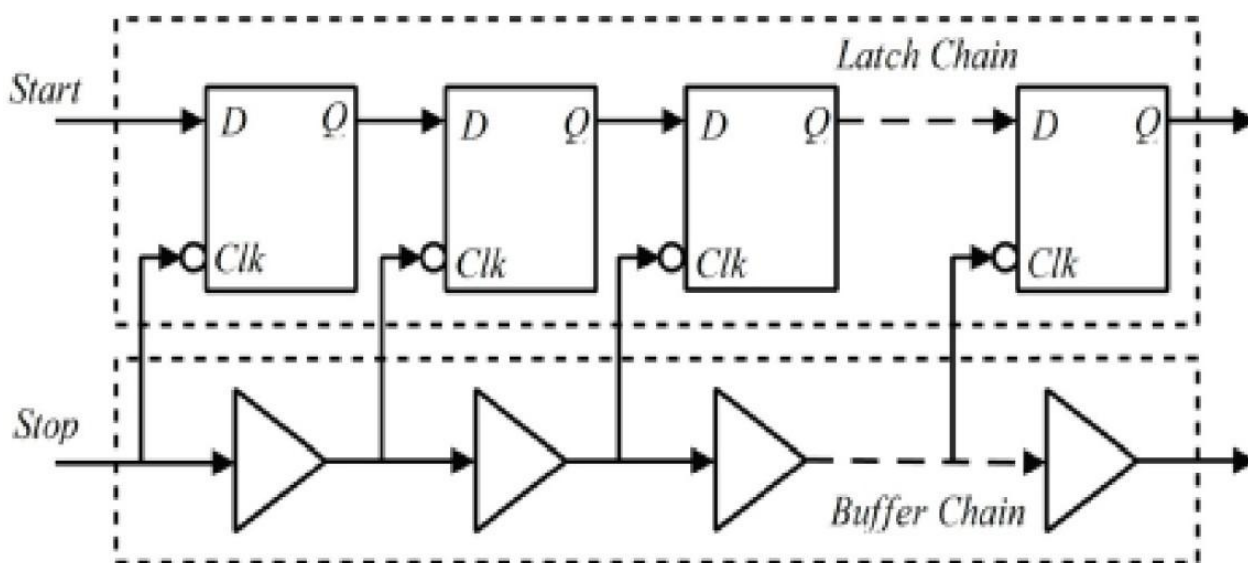 Latch Chain
Start
D Q D Q D Q D Q
Clk Clk Clk Clk
Stop
Buffer Chain